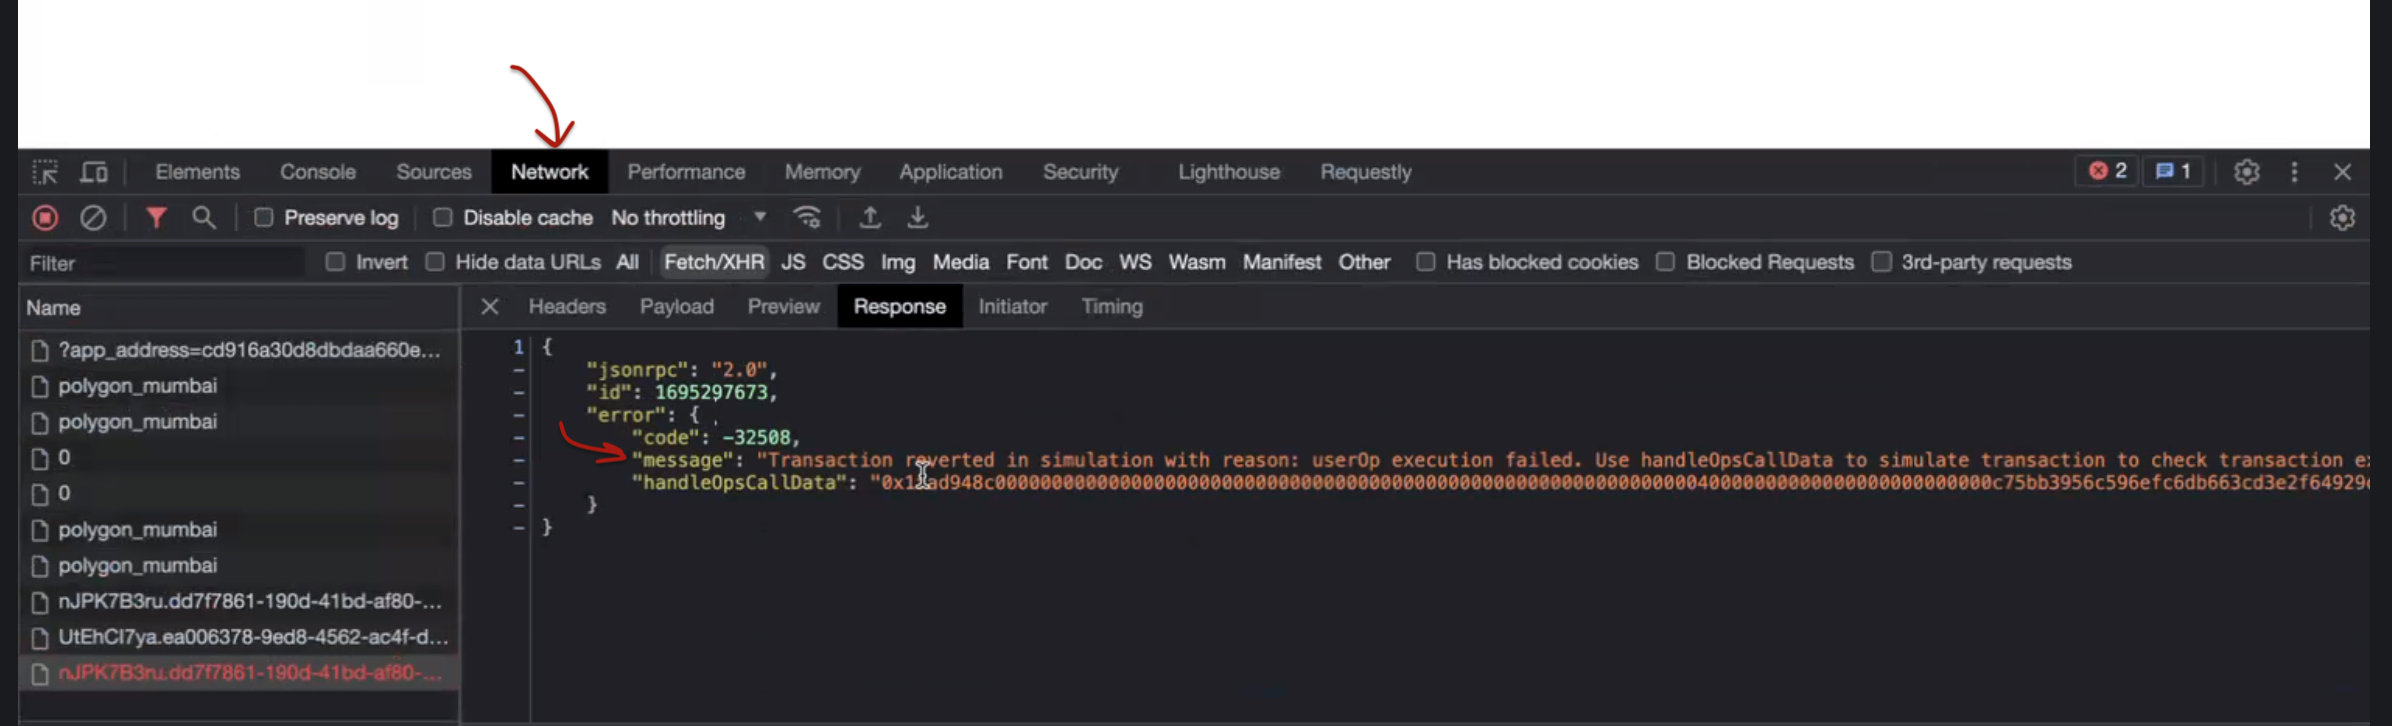 Elements Console Sources Network Performance Memory Application Security Lighthouse Requestly 2 1
Preserve log Disable cache No throttling
Filter Invert Hide data URLs All Fetch/XHR JS CSS Img Media Font Doc WS Wasm Manifest Other Has blocked cookies Blocked Requests 3rd-party requests
Name Headers Payload Preview Response Initiator Timing
?app_address=cd916a30d8dbdaa660e...
polygon_mumbai
polygon_mumbai
0
0
polygon_mumbai
polygon_mumbai
nJPK7B3ru.dd7f7861-190d-41bd-af80-...
UtEhCI7ya.ea006378-9ed8-4562-ac4f-d...
nJPK7B3ru.dd7f7861-190d-41bd-af80-...
1 {
- "jsonrpc": "2.0",
- "id": 1695297673,
- "error": {
- "code": -32508,
- "message": "Transaction reverted in simulation with reason: userOp execution failed. Use handleOpsCallData to simulate transaction to check transaction ex
- "handleOpsCallData":
- }
- }